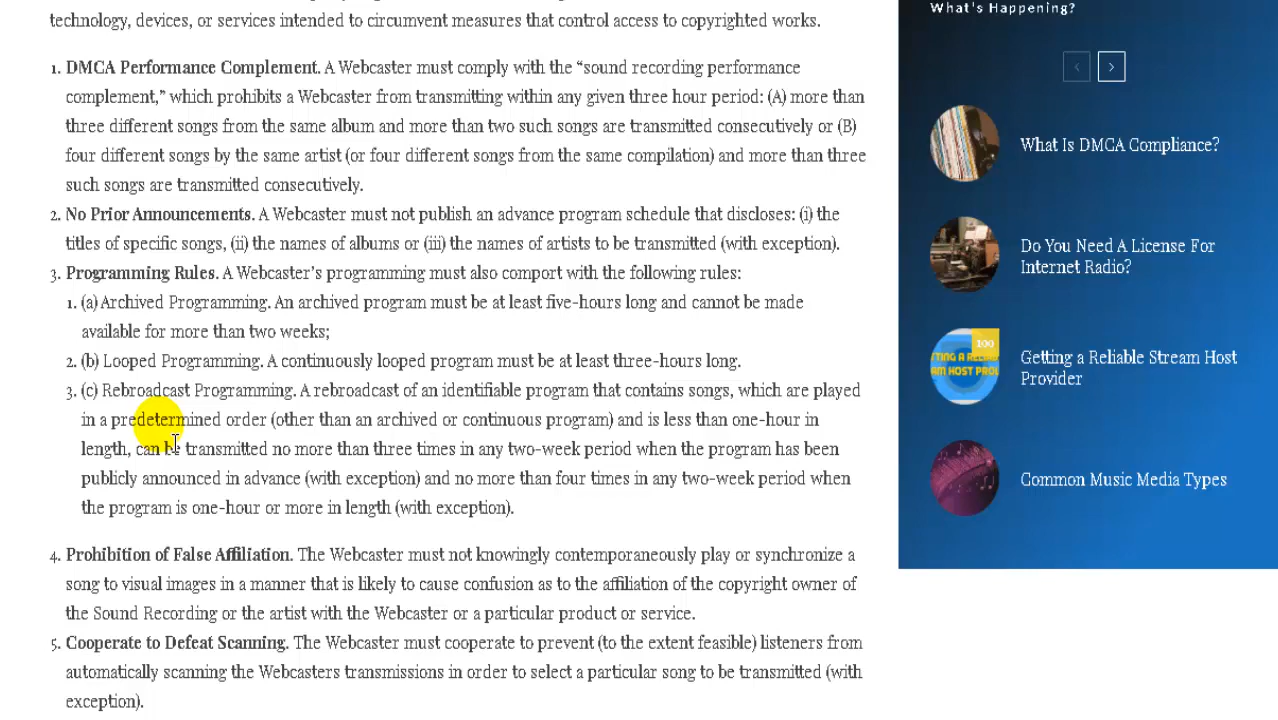 technology, devices, or services intended to circumvent measures that control access to copyrighted works.
1. DMCA Performance Complement. A Webcaster must comply with the “sound recording performance
complement,” which prohibits a Webcaster from transmitting within any given three hour period: (A) more than
three different songs from the same album and more than two such songs are transmitted consecutively or (B)
four different songs by the same artist (or four different songs from the same compilation) and more than three
such songs are transmitted consecutively.
2. No Prior Announcements. A Webcaster must not publish an advance program schedule that discloses: (i) the
titles of specific songs, (ii) the names of albums or (iii) the names of artists to be transmitted (with exception).
3. Programming Rules. A Webcaster’s programming must also comport with the following rules:
1. (a) Archived Programming. An archived program must be at least five-hours long and cannot be made
available for more than two weeks;
2. (b) Looped Programming. A continuously looped program must be at least three-hours long.
3. (c) Rebroadcast Programming. A rebroadcast of an identifiable program that contains songs, which are played
in a predetermined order (other than an archived or continuous program) and is less than one-hour in
length, can be transmitted no more than three times in any two-week period when the program has been
publicly announced in advance (with exception) and no more than four times in any two-week period when
the program is one-hour or more in length (with exception).
4. Prohibition of False Affiliation. The Webcaster must not knowingly contemporaneously play or synchronize a
song to visual images in a manner that is likely to cause confusion as to the affiliation of the copyright owner of
the Sound Recording or the artist with the Webcaster or a particular product or service.
5. Cooperate to Defeat Scanning. The Webcaster must cooperate to prevent (to the extent feasible) listeners from
automatically scanning the Webcasters transmissions in order to select a particular song to be transmitted (with
exception).
What's Happening?
What Is DMCA Compliance?
Do You Need A License For
Internet Radio?
100
Getting a Reliable Stream Host
Provider
Common Music Media Types